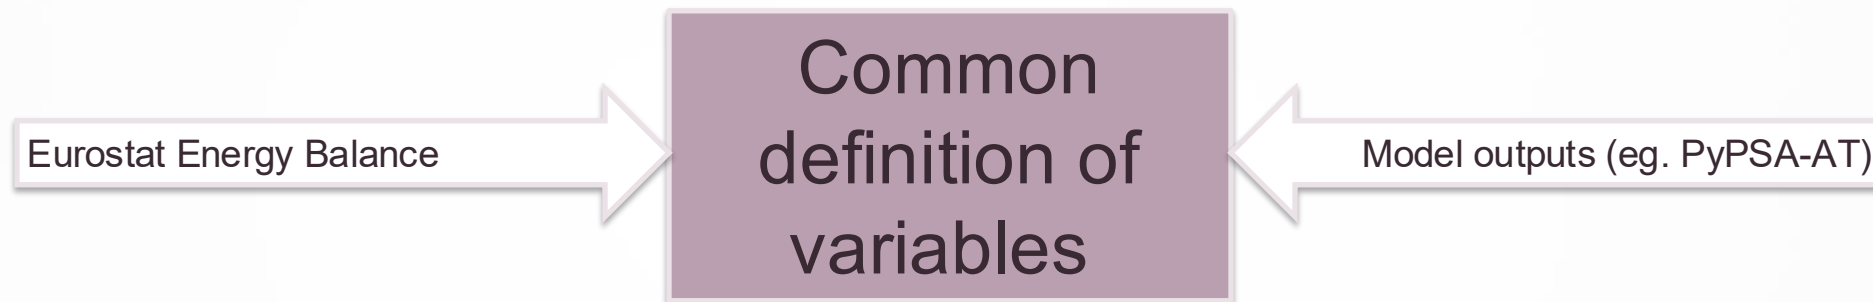 Eurostat Energy Balance
Common
definition of
variables
Model outputs (eg. PyPSA-AT)